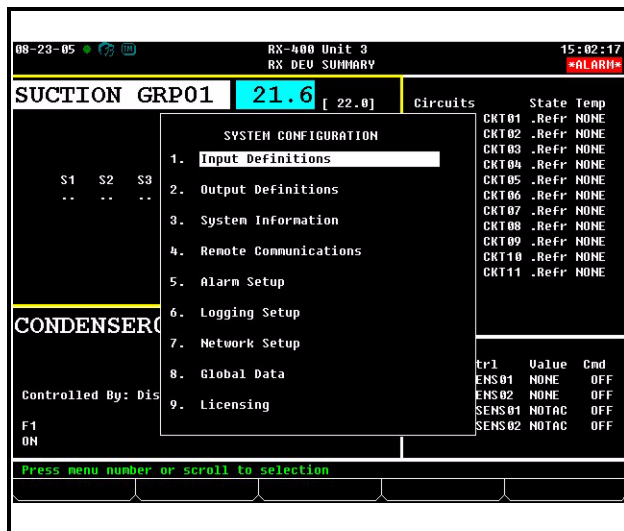 08-23-05 RX-400 Unit 3 15:02:17
RX DEV SUMMARY *ALARM*
SUCTION GRP01 21.6 [ 22.0]
S1 S2 S3
.. .. ..
Circuits State Temp
CKT01 .Refr NONE
CKT02 .Refr NONE
CKT03 .Refr NONE
CKT04 .Refr NONE
CKT05 .Refr NONE
CKT06 .Refr NONE
CKT07 .Refr NONE
CKT08 .Refr NONE
CKT09 .Refr NONE
CKT10 .Refr NONE
CKT11 .Refr NONE
SYSTEM CONFIGURATION
1. Input Definitions
2. Output Definitions
3. System Information
4. Remote Communications
5. Alarm Setup
6. Logging Setup
7. Network Setup
8. Global Data
9. Licensing
CONDENSER
Controlled By: Dis
F1
ON
trl Value Cmd
ENS01 NONE OFF
ENS02 NONE OFF
SENS01 NOTAC OFF
SENS02 NOTAC OFF
Press menu number or scroll to selection